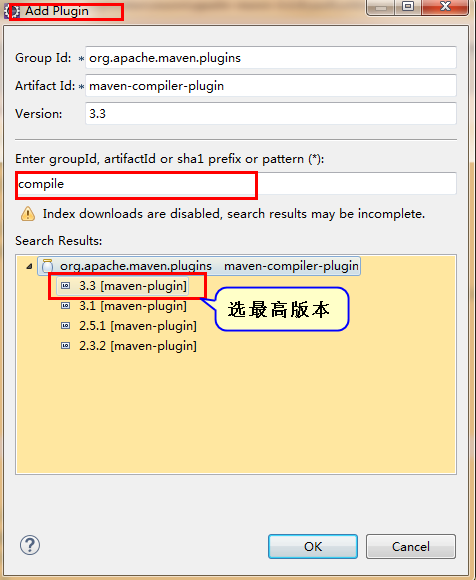 Add Plugin
Group Id: * org.apache.maven.plugins
Artifact Id: * maven-compiler-plugin
Version: 3.3
Enter groupId, artifactId or sha1 prefix or pattern (*):
compile
Index downloads are disabled, search results may be incomplete.
Search Results:
org.apache.maven.plugins maven-compiler-plugin
3.3 [maven-plugin]
3.1 [maven-plugin]
选最高版本
2.5.1 [maven-plugin]
2.3.2 [maven-plugin]
OK Cancel